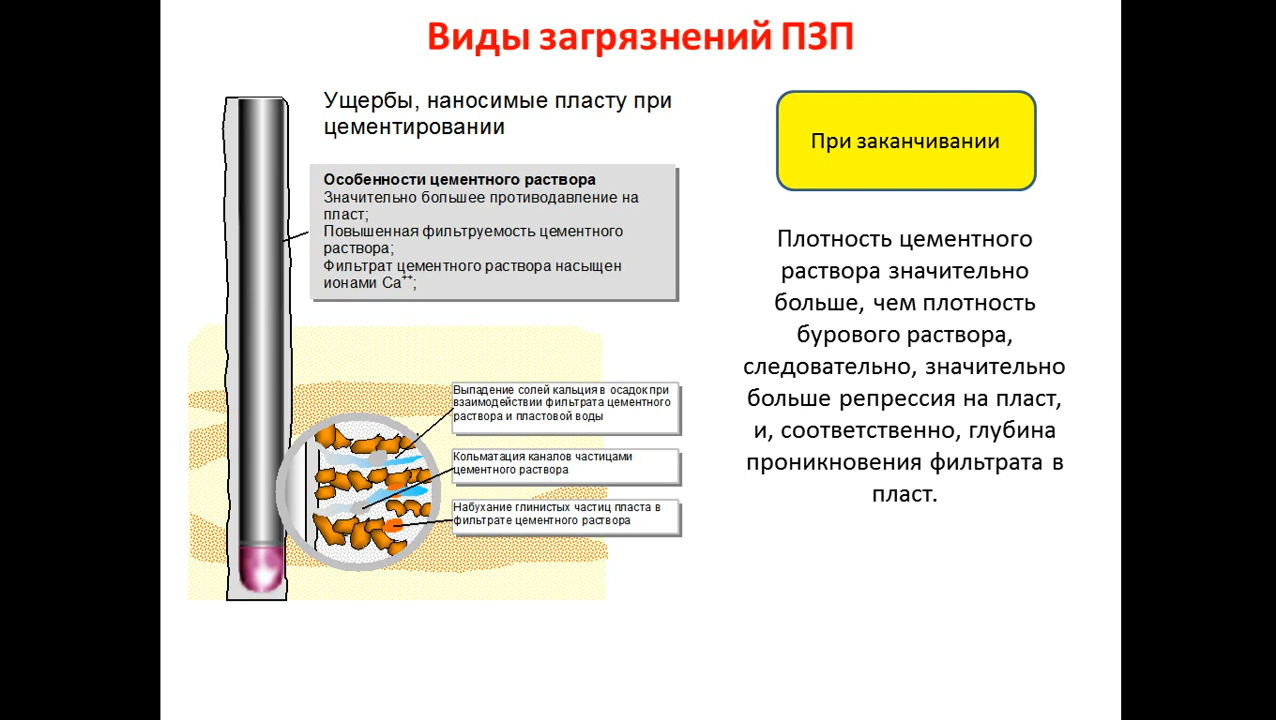 Виды загрязнений ПЗП
Ущербы, наносимые пласту при
цементировании
Особенности цементного раствора
Значительно большее противодавление на
пласт;
Повышенная фильтруемость цементного
раствора;
Фильтрат цементного раствора насыщен
ионами Ca⁺⁺;
Выпадение солей кальция в осадок при
взаимодействии фильтрата цементного
раствора и пластовой воды
Кольматация каналов частицами
цементного раствора
Набухание глинистых частиц пласта в
фильтрате цементного раствора
При заканчивании
Плотность цементного
раствора значительно
больше, чем плотность
бурового раствора,
следовательно, значительно
больше репрессия на пласт,
и, соответственно, глубина
проникновения фильтрата в
пласт.